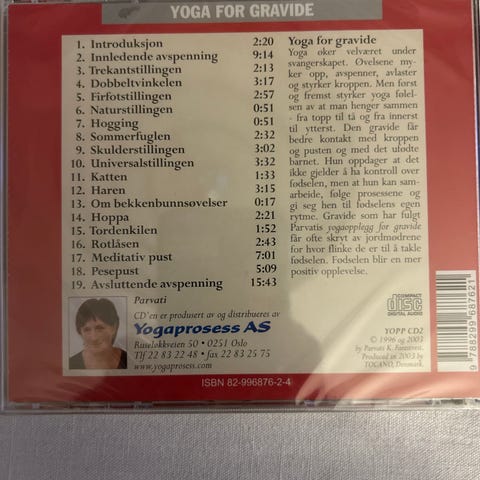 YOGA FOR GRAVIDE
1. Introduksjon 2:20
2. Innledende avspenning 9:14
3. Trekantstillingen 2:13
4. Dobbeltvinkelen 3:17
5. Firfotstillingen 2:57
6. Naturstillingen 0:51
7. Hogging 0:51
8. Sommerfuglen 2:32
9. Skulderstillingen 3:02
10. Universalstillingen 3:32
11. Katten 1:33
12. Haren 3:15
13. Om bekkenbunnsøvelser 0:17
14. Hoppa 2:21
15. Tordenkilen 1:52
16. Rotlåsen 2:43
17. Meditativ pust 7:01
18. Pesepust 5:09
19. Avsluttende avspenning 15:43
Yoga for gravide
Yoga øker velværet under
svangerskapet. Øvelsene myker
opp, avspenner, avlaster
og styrker kroppen. Men først
og fremst styrker yoga følel-
sen av at man henger sammen
- fra topp til tå og fra innerst
til ytterst. Den gravide får
bedre kontakt med kroppen
og pusten og med det ufødte
barnet. Hun oppdager at det
ikke gjelder å ha kontroll over
fødselen, men at hun kan sam-
arbeide, følge prosessene og
gi seg hen til fødselens egen
rytme. Gravide som har fulgt
Parvatis yogaopplegg for gravide
får ofte skryt av jordmødrene
for hvor flinke de er til å takle
fødselen. Fødselen blir en mer
positiv opplevelse.
Parvati
CD'en er produsert av og distribueres av
Yogaprosess AS
Riseløkkveien 50 • 0251 Oslo
Tlf 22 83 22 48 • fax 22 83 25 75
www.yogaprosess.com
COMPACT
disc
DIGITAL AUDIO
YOPP CD2
© 1996 og 2003
by Parvati K. Færestveit.
Produced in 2003 by
TOCANO, Denmark.
9 788299 687621
ISBN 82-996876-2-4